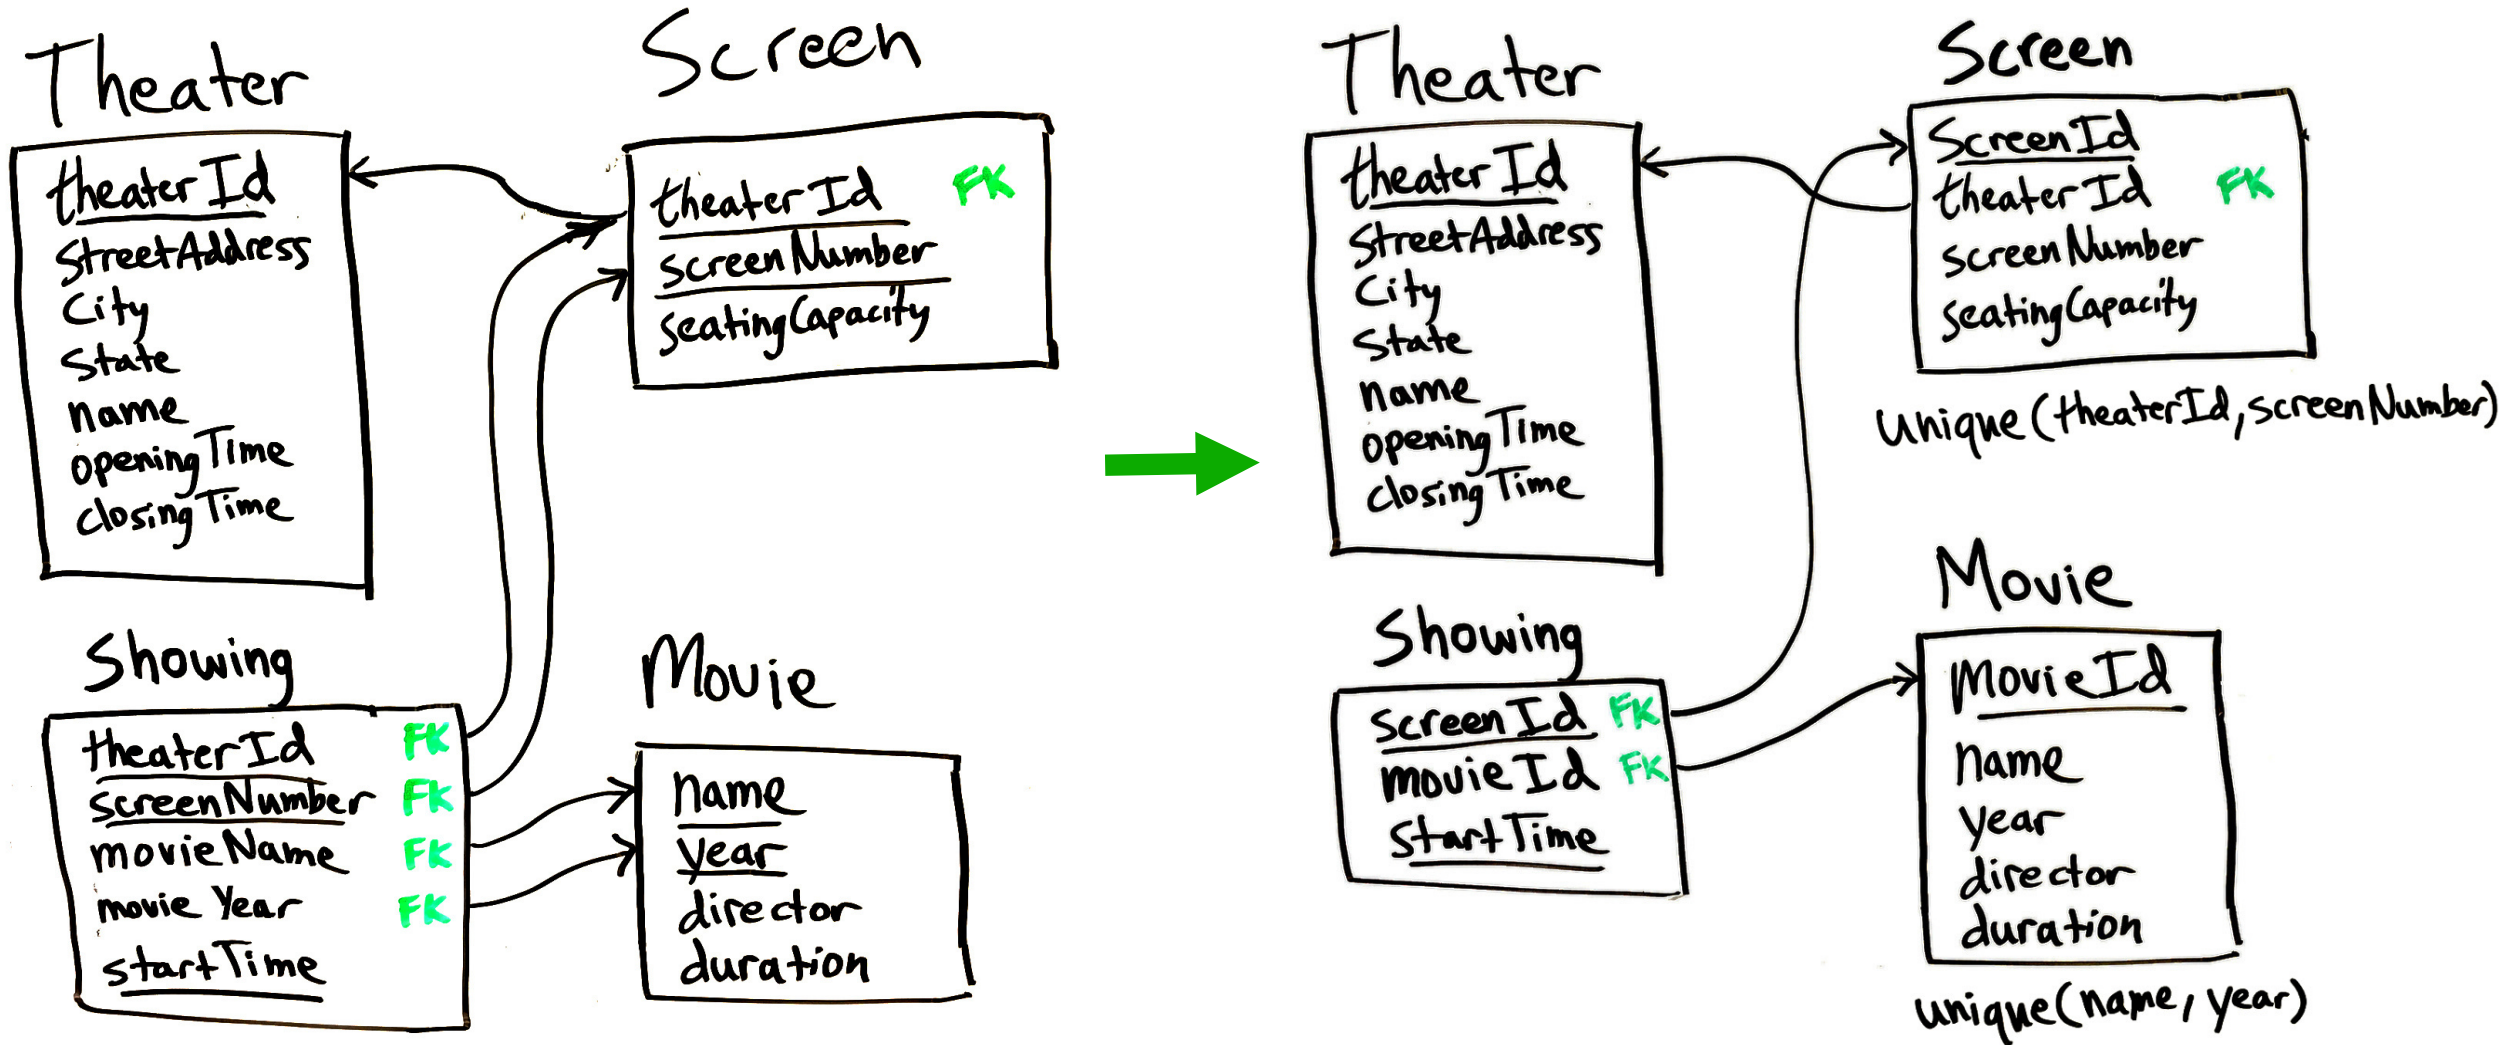 Theater
theaterId
streetAddress
City
state
name
openingTime
closingTime
Screen
theaterId FK
screenNumber
seatingCapacity
Showing
theaterId FK
screenNumber FK
movieName FK
movie Year FK
startTime
Movie
name
year
director
duration
Theater
theaterId
streetAddress
City
state
name
openingTime
closingTime
Screen
ScreenId
theaterId FK
screenNumber
seatingCapacity
unique(theaterId, screenNumber)
Showing
screenId FK
movieId FK
startTime
Movie
MovieId
name
year
director
duration
unique(name, year)